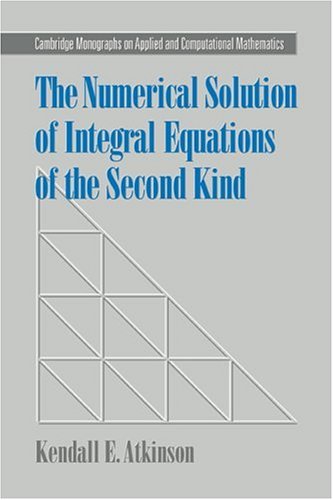 Cambridge Monographs on Applied and Computational Mathematics
The Numerical Solution
of Integral Equations
of the Second Kind
Kendall E. Atkinson